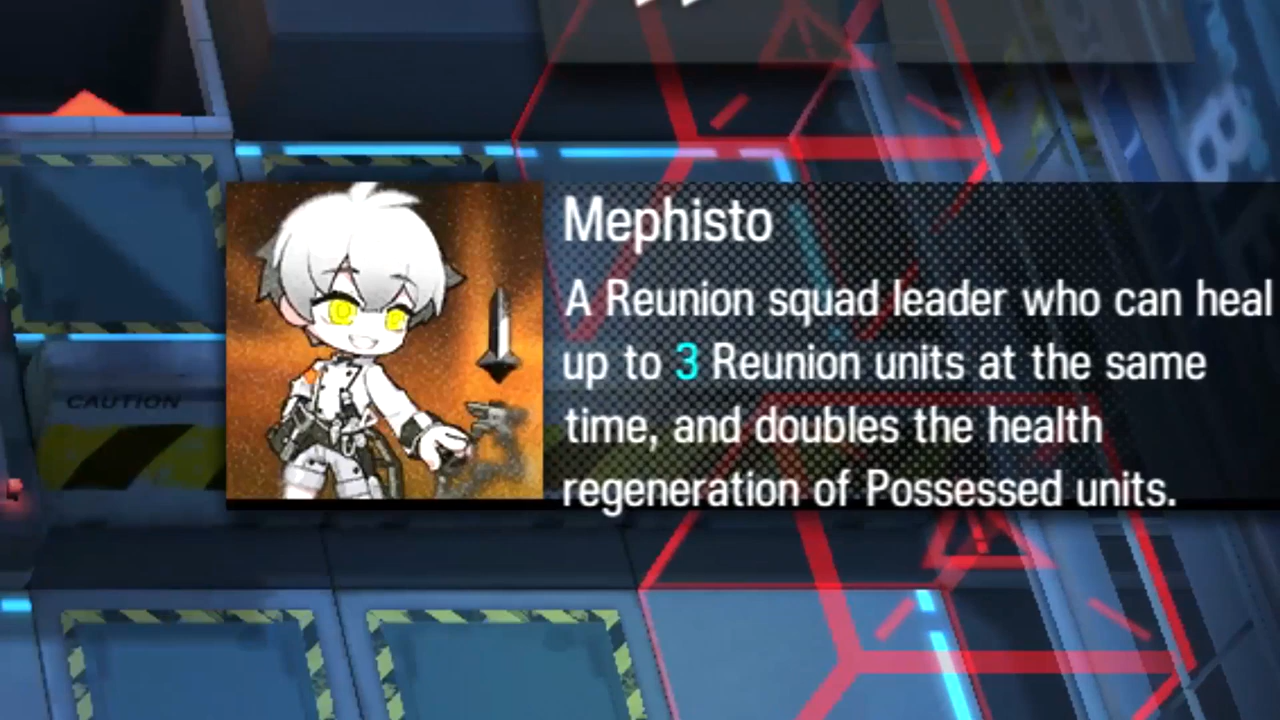 Mephisto
A Reunion squad leader who can heal
up to 3 Reunion units at the same
time, and doubles the health
CAUTION
regeneration of Possessed units.